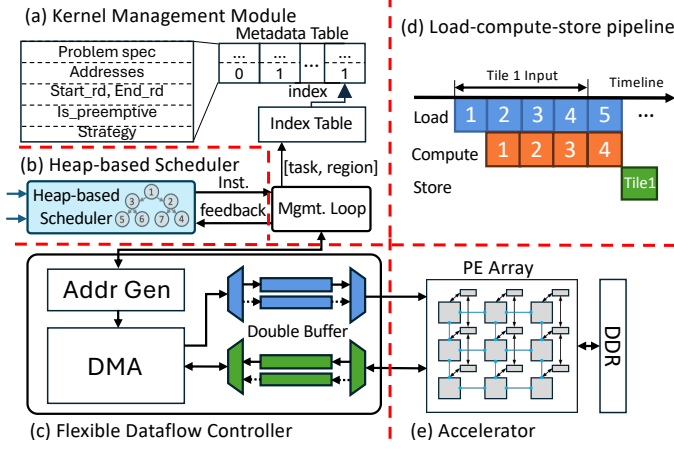 (a) Kernel Management Module
Metadata Table
Problem spec
Addresses
Start_rd, End_rd
Is_preemptive
Strategy
... ... ... ...
0 1 ... 1
index
Index Table
(b) Heap-based Scheduler
[task, region]
Heap-based
Scheduler
1
3 2
5 6 7 4
Inst.
feedback
Mgmt. Loop
(d) Load-compute-store pipeline
Tile 1 Input
Timeline
Load 1 2 3 4 5 ...
Compute 1 2 3 4
Store Tile1
Addr Gen
DMA
Double Buffer
(c) Flexible Dataflow Controller
PE Array
DDR
(e) Accelerator